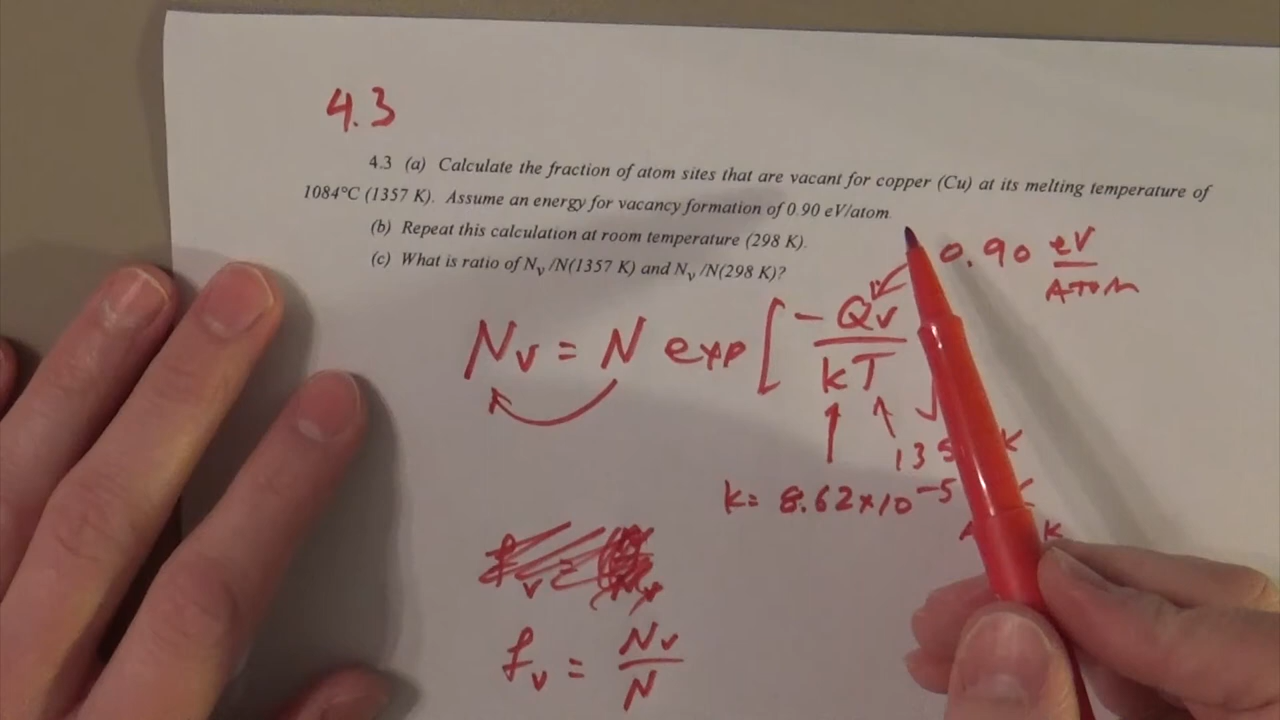 4.3
4.3 (a) Calculate the fraction of atom sites that are vacant for copper (Cu) at its melting temperature of
1084°C (1357 K). Assume an energy for vacancy formation of 0.90 eV/atom.
(b) Repeat this calculation at room temperature (298 K).
(c) What is ratio of Nv /N(1357 K) and Nv /N(298 K)?
0.90 eV
ATOM
Nv = N exp [ -Qv
kT
135 K
K= 8.62x10-5
K
fv = Nv
N